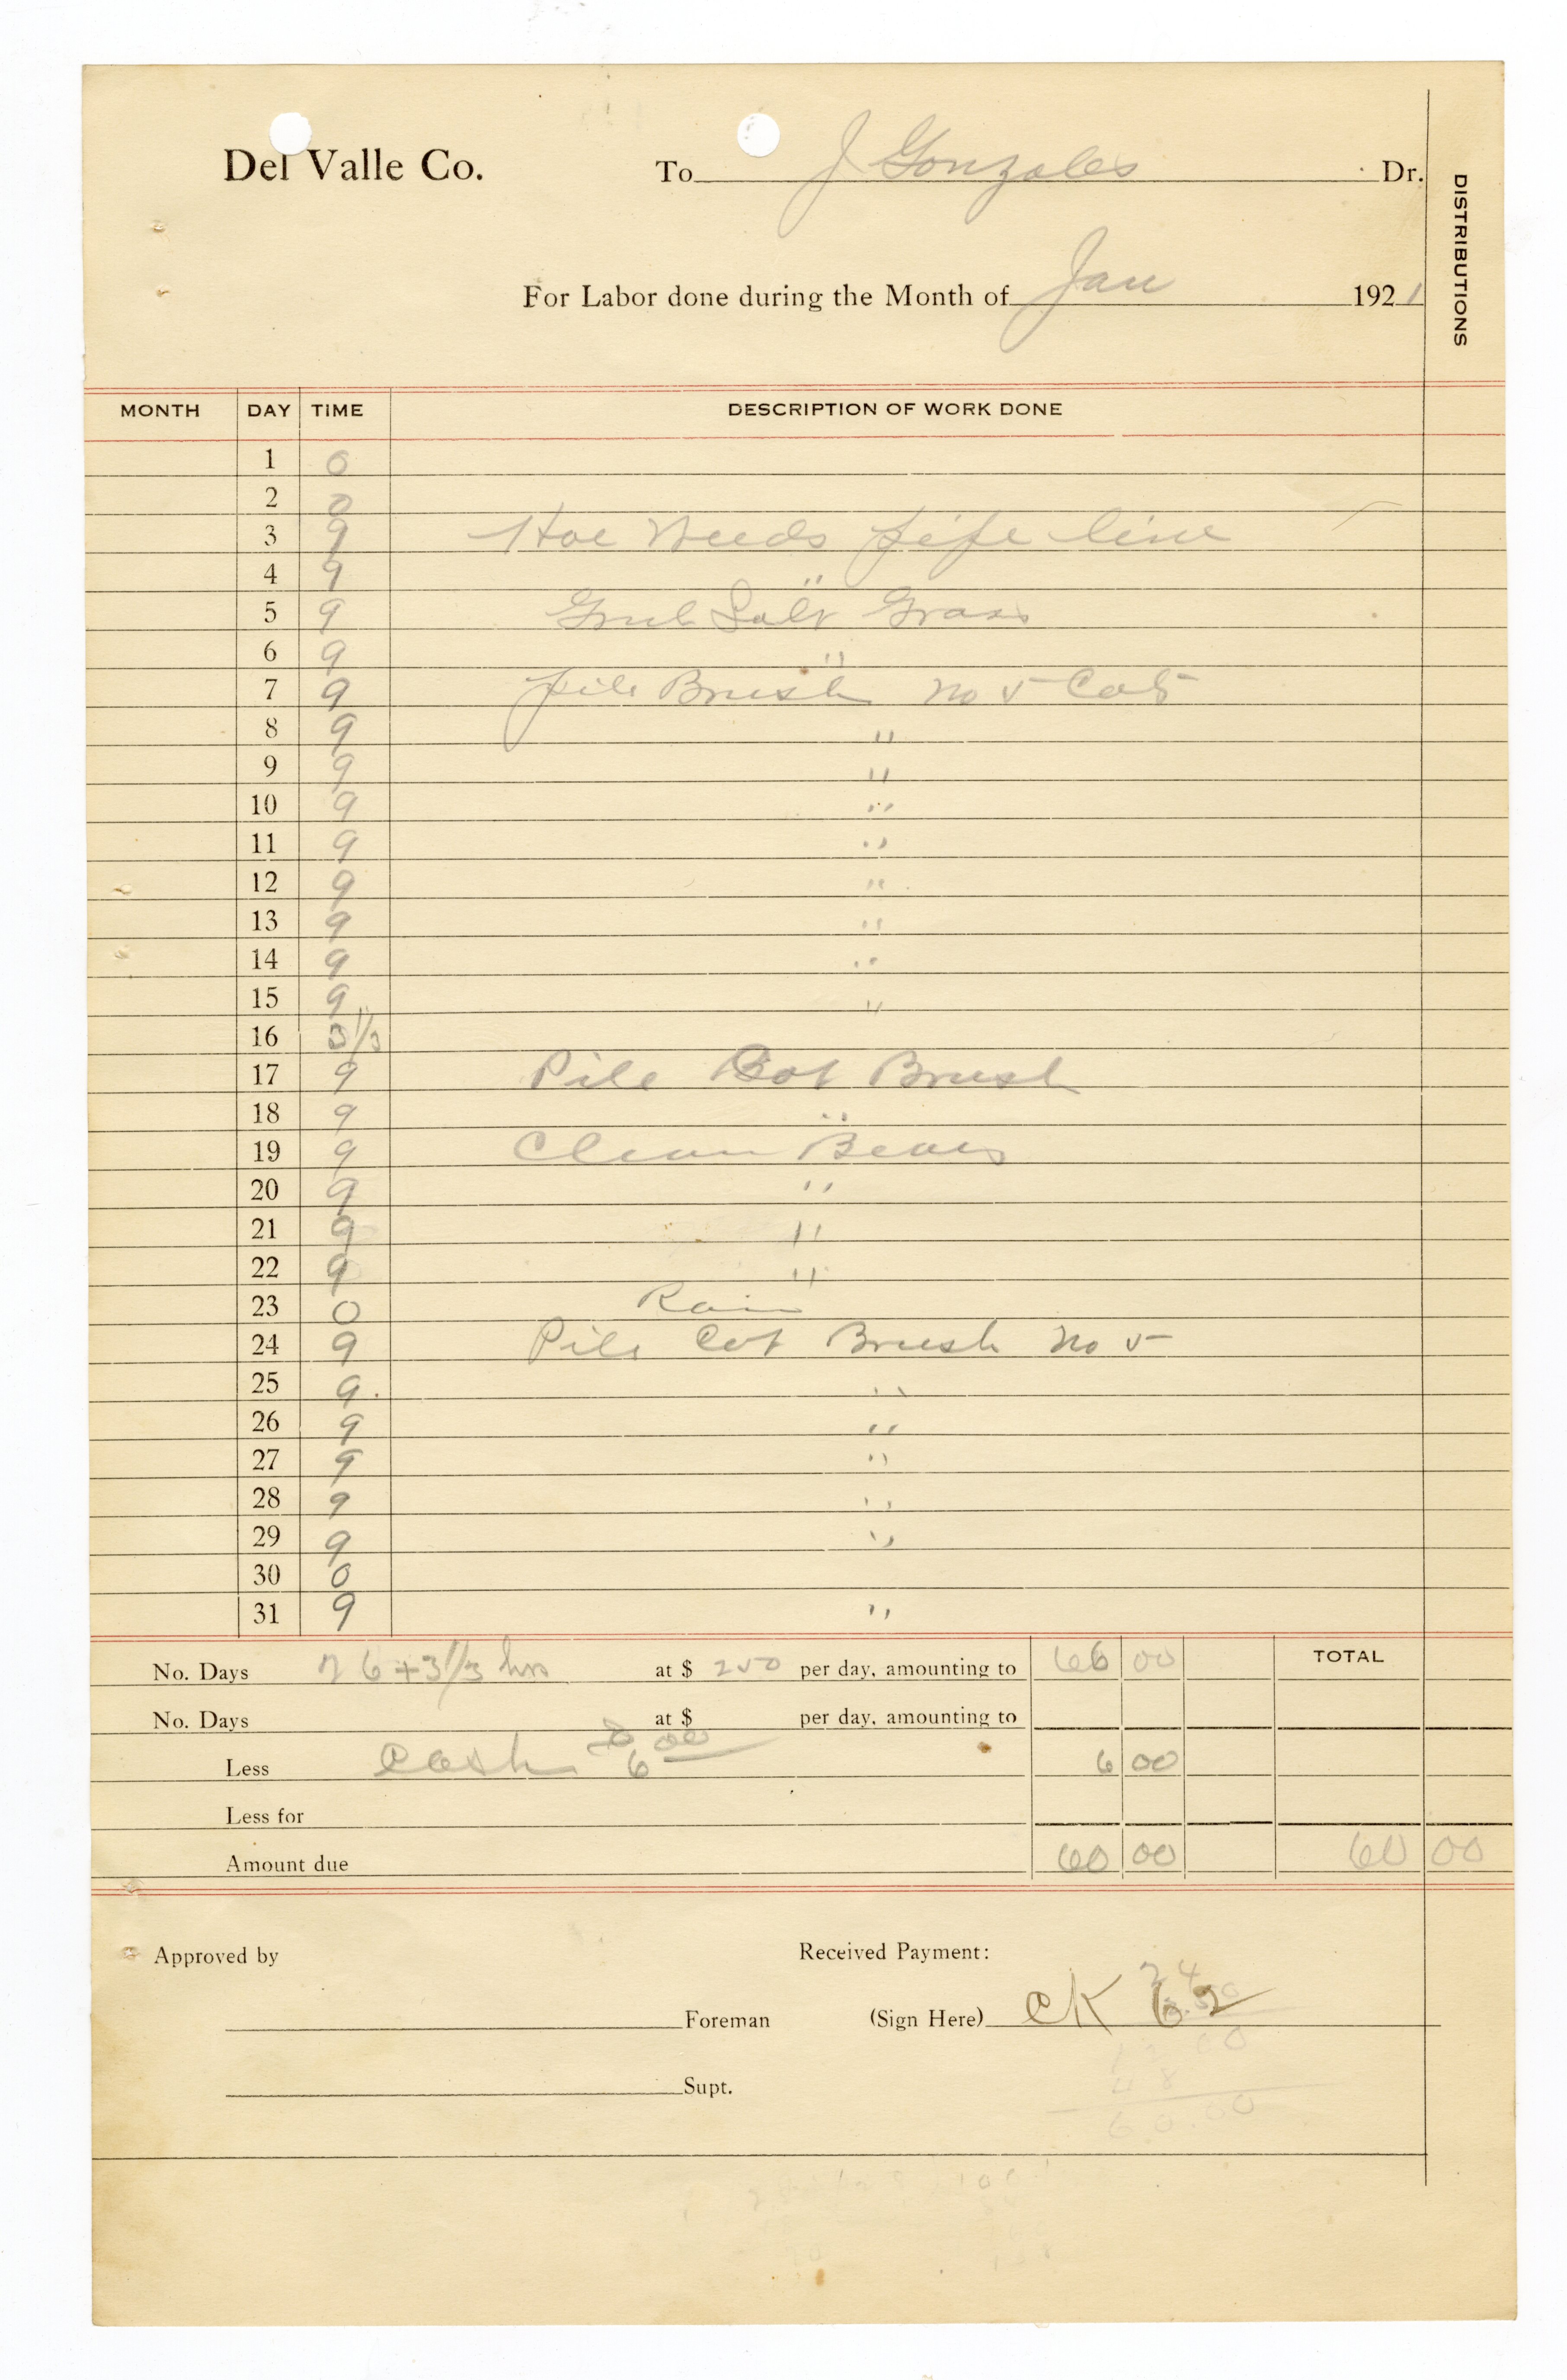 Del Valle Co. To J Gonzales Dr.
DISTRIBUTIONS
For Labor done during the Month of Jan 1921
MONTH DAY TIME DESCRIPTION OF WORK DONE
1 0
2 0
3 9 Hoe Weeds pipe line
4 9 "
5 9 Grub Salt Grass
6 9 "
7 9 pile Brush No 5 Cot
8 9 "
9 9 "
10 9 "
11 9 "
12 9 "
13 9 "
14 9 "
15 9 "
16 3 1/3
17 9 Pile Cot Brush
18 9 "
19 9 Clean Beans
20 9 "
21 9 "
22 9 "
23 0 Rain
24 9 Pile Cot Brush No 5
25 9. "
26 9 "
27 9 "
28 9 "
29 9 "
30 0
31 9 "
No. Days 26+3 1/3 hrs at $ 250 per day, amounting to 66 00 TOTAL
No. Days at $ per day, amounting to
Less Cash 6 00 6 00
Less for
Amount due 60 00 60 00
Approved by Received Payment:
Foreman (Sign Here) CK 62
Supt.
60.00